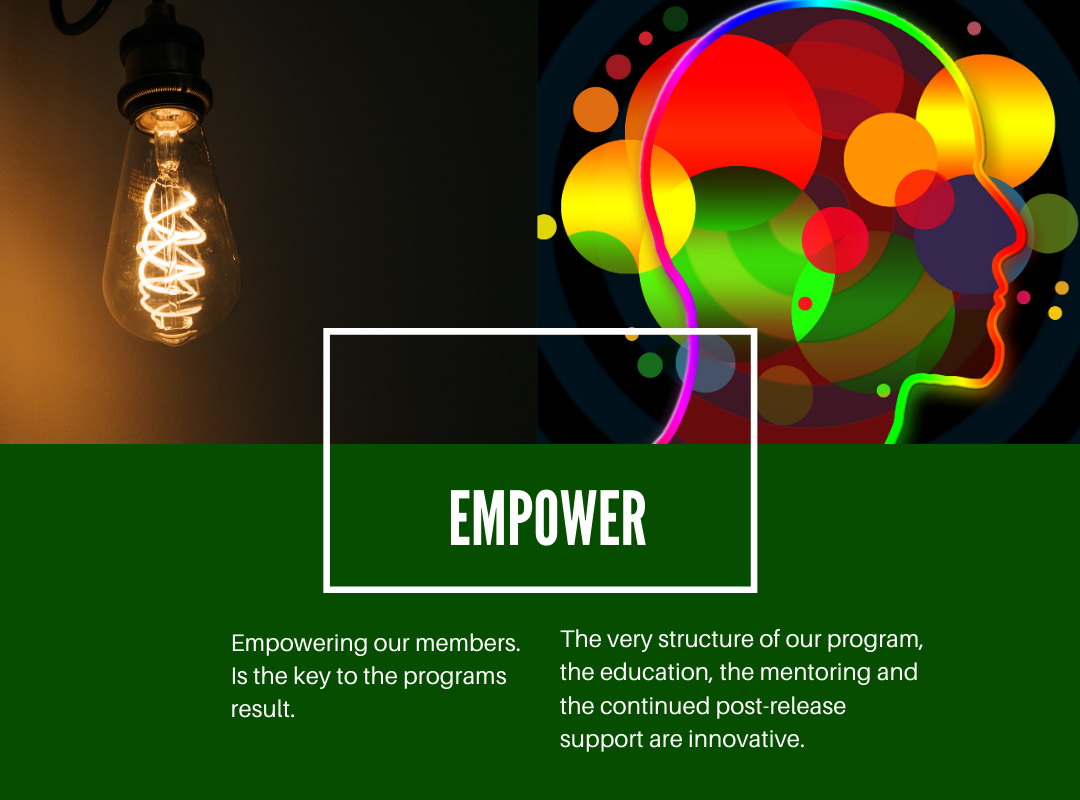 EMPOWER
Empowering our members.
Is the key to the programs
result.
The very structure of our program,
the education, the mentoring and
the continued post-release
support are innovative.